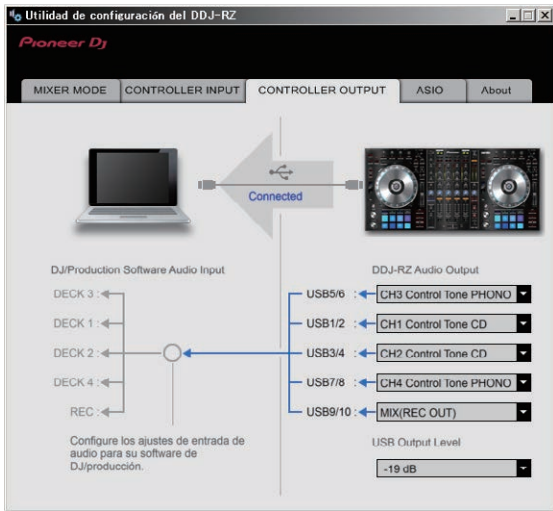 Utilidad de configuración del DDJ-RZ
Pioneer Dj
MIXER MODE
CONTROLLER INPUT
CONTROLLER OUTPUT
ASIO
About
Connected
DJ/Production Software Audio Input
DDJ-RZ Audio Output
DECK 3 :
USB5/6 :
CH3 Control Tone PHONO
DECK 1 :
USB1/2 :
CH1 Control Tone CD
DECK 2 :
USB3/4 :
CH2 Control Tone CD
DECK 4 :
USB7/8 :
CH4 Control Tone PHONO
REC :
USB9/10 :
MIX(REC OUT)
Configure los ajustes de entrada de
audio para su software de
DJ/producción.
USB Output Level
-19 dB